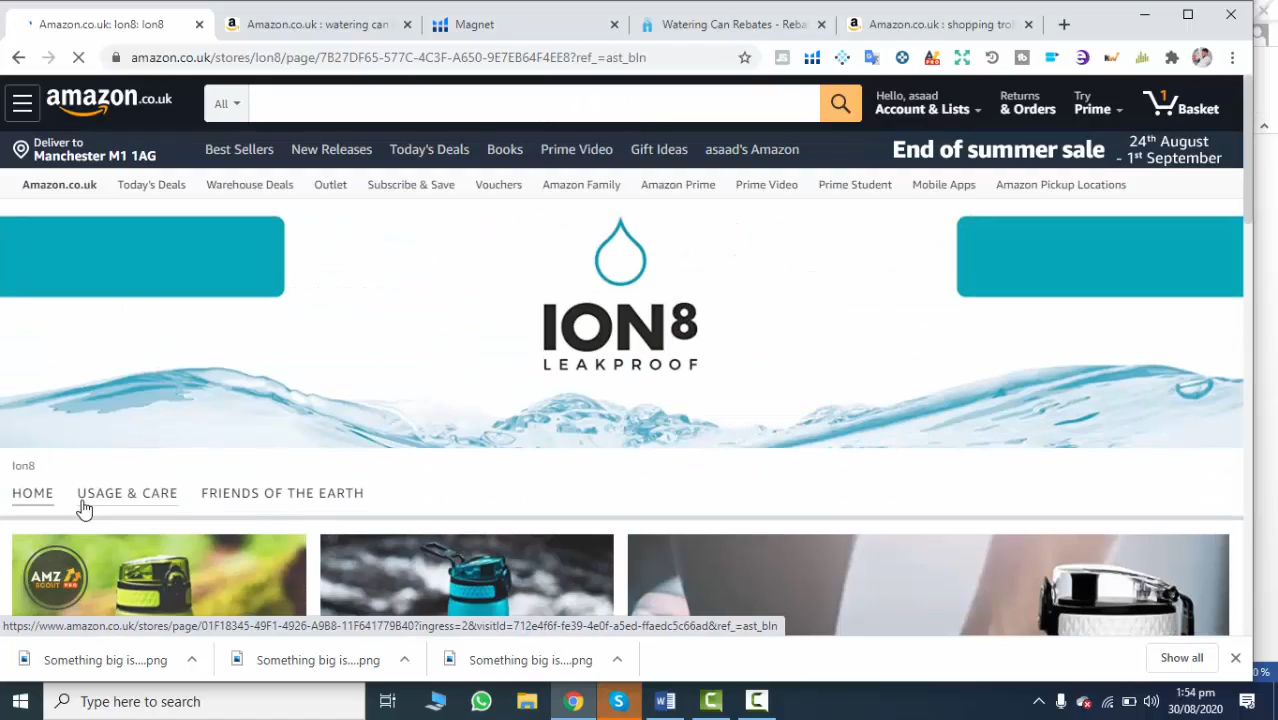 Amazon.co.uk: Ion8: Ion8
Amazon.co.uk : watering can
Magnet
Watering Can Rebates - Reba
Amazon.co.uk : shopping trol
amazon.co.uk/stores/Ion8/page/7B27DF65-577C-4C3F-A650-9E7EB64F4EE8?ref_=ast_bln
amazon.co.uk
All
Hello, asaad
Account & Lists
Returns
& Orders
Try
Prime
1
Basket
Deliver to
Manchester M1 1AG
Best Sellers
New Releases
Today's Deals
Books
Prime Video
Gift Ideas
asaad's Amazon
End of summer sale
24th August
- 1st September
Amazon.co.uk
Today's Deals
Warehouse Deals
Outlet
Subscribe & Save
Vouchers
Amazon Family
Amazon Prime
Prime Video
Prime Student
Mobile Apps
Amazon Pickup Locations
ION8
LEAKPROOF
Ion8
HOME
USAGE & CARE
FRIENDS OF THE EARTH
AMZ
SCOUT PRO
https://www.amazon.co.uk/stores/page/01F18345-49F1-4926-A9B8-11F641779B40?ingress=2&visitId=712e4f6f-fe39-4e0f-a5ed-ffaedc5c66ad&ref_=ast_bln
Something big is....png
Something big is....png
Something big is....png
Show all
0 %
Type here to search
1:54 pm
30/08/2020